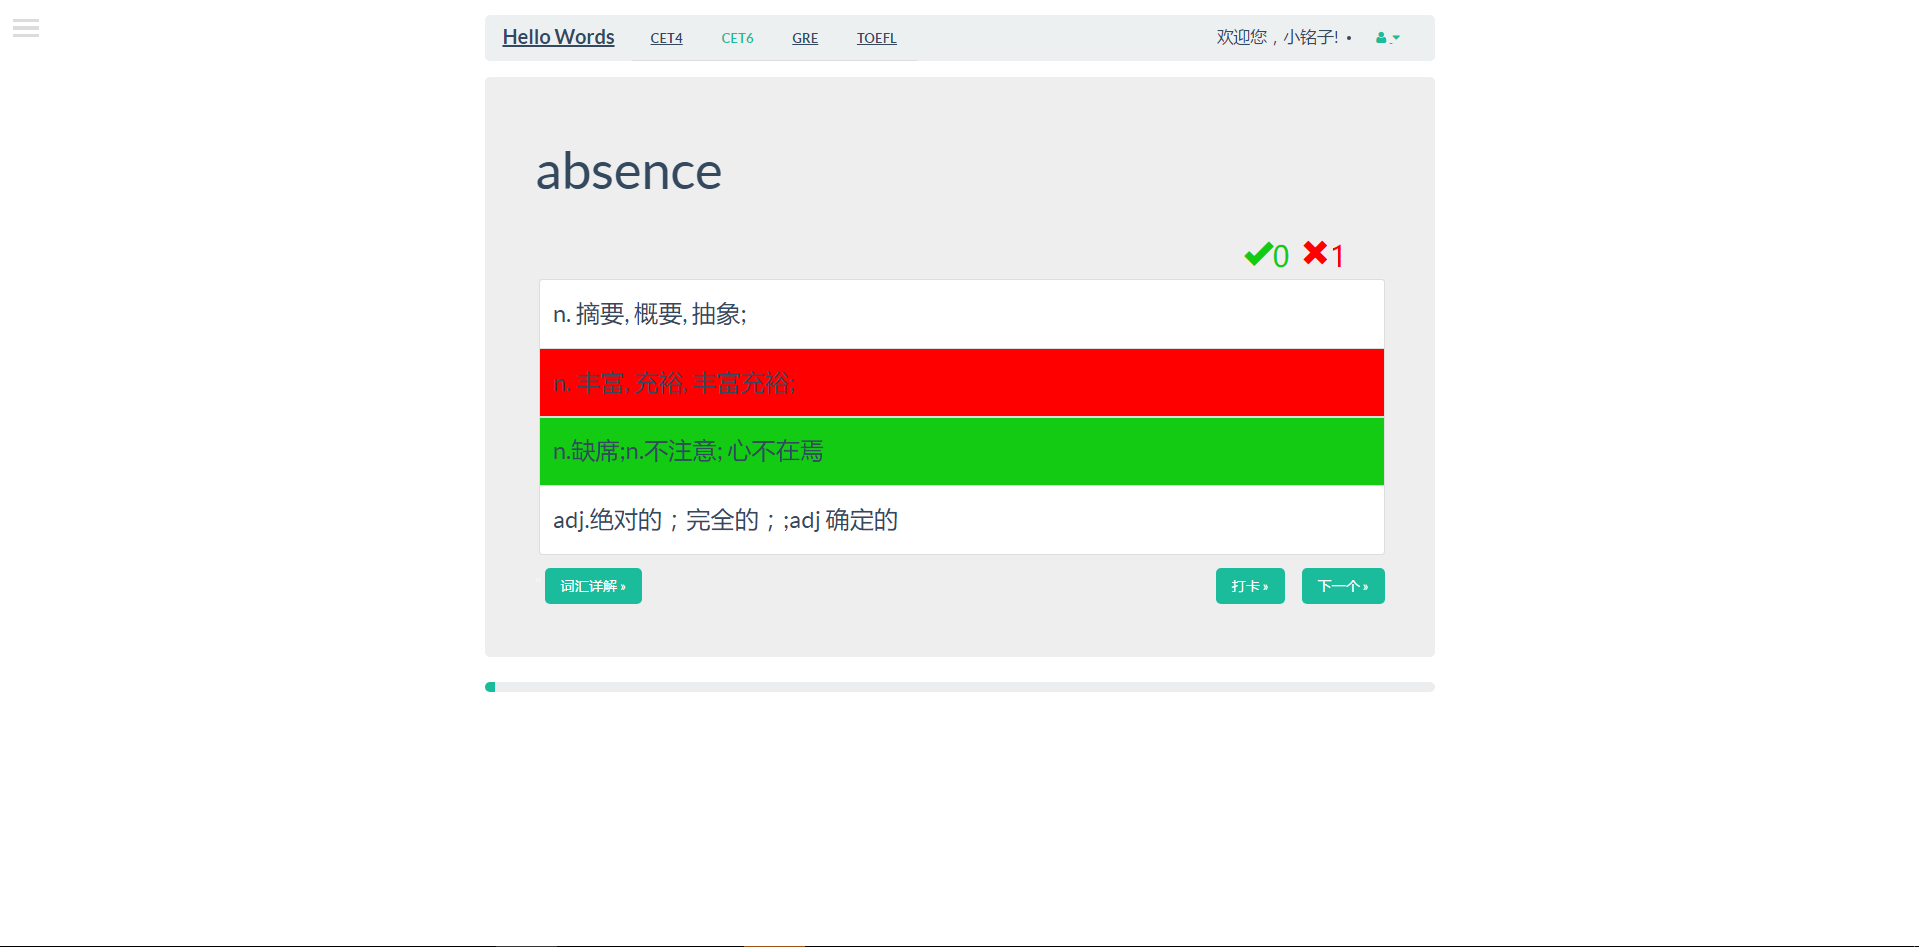 Hello Words CET4 CET6 GRE TOEFL 欢迎您，小铭子! •
absence
0 1
n. 摘要, 概要, 抽象;
n. 丰富, 充裕, 丰富充裕;
n.缺席;n.不注意; 心不在焉
adj.绝对的；完全的；;adj 确定的
词汇详解 » 打卡 » 下一个 »